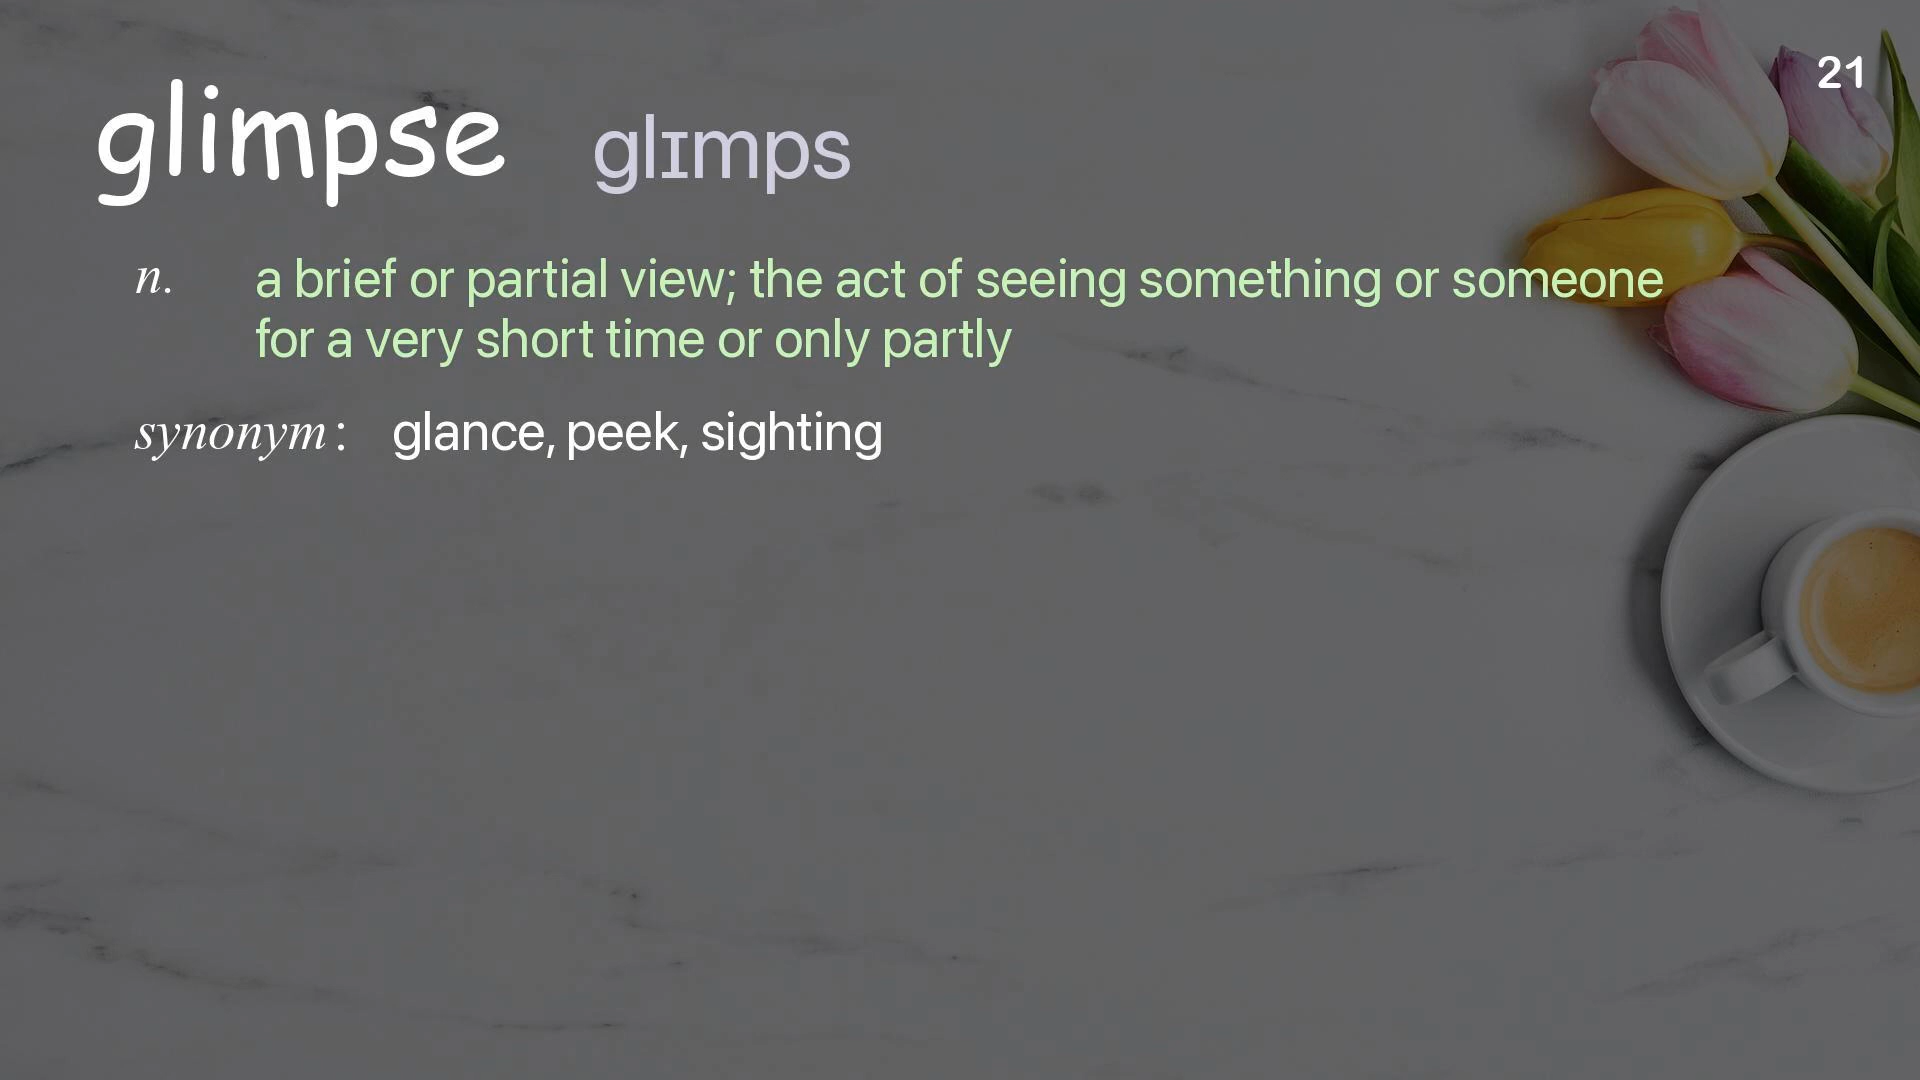 21
glimpse glɪmps
n. a brief or partial view; the act of seeing something or someone
for a very short time or only partly
synonym: glance, peek, sighting